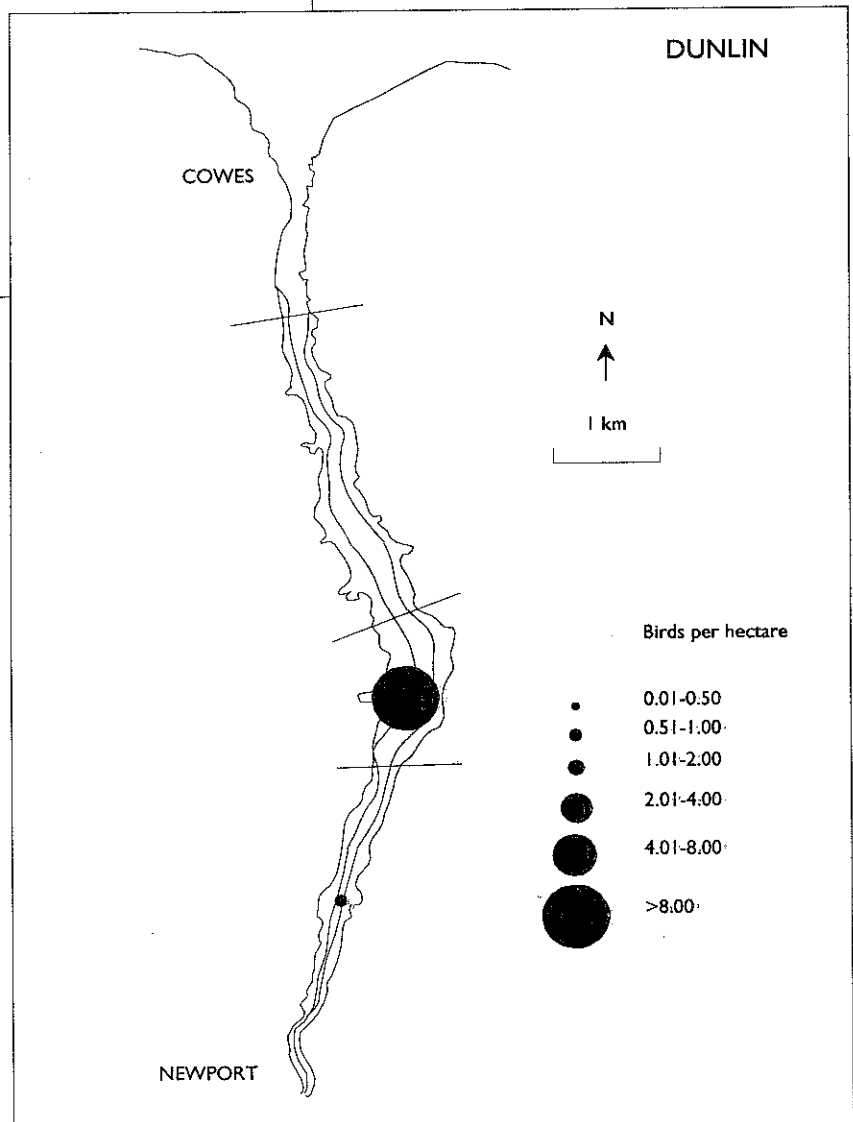 DUNLIN
COWES
N
1 km
Birds per hectare
0.01-0.50
0.51-1.00
1.01-2.00
2.01-4.00
4.01-8.00
>8.00
NEWPORT